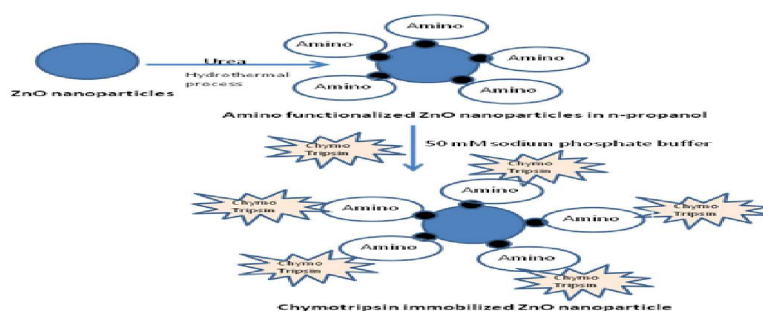 Amino
Amino
Amino
Amino
Amino
Urea
Hydrothermal
process
ZnO nanoparticles
Amino functionalized ZnO nanoparticles in n-propanol
Chymo
Tripsin
50 mM sodium phosphate buffer
Chymo
Tripsin
Amino
Chymo
Tripsin
Amino
Amino
Chymo
Tripsin
Amino
Amino
Chymo
Tripsin
Chymo
Tripsin
Chymotripsin immobilized ZnO nanoparticle